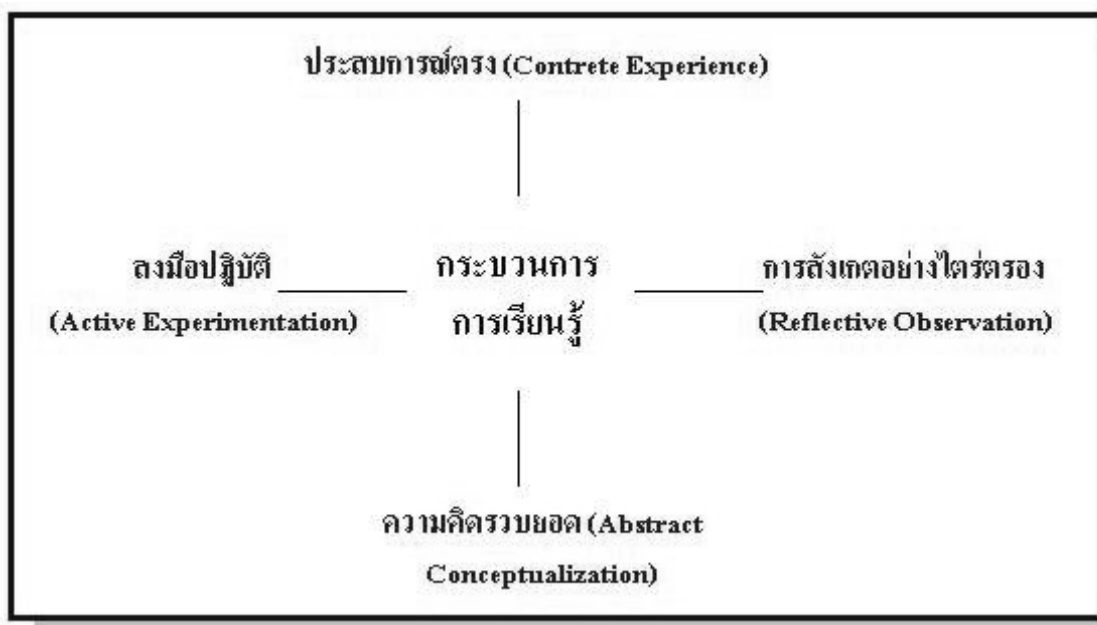 ประสบการณ์ตรง (Contrete Experience)
ลงมือปฏิบัติ
(Active Experimentation)
กระบวนการ
การเรียนรู้
การสังเกตอย่างไตร่ตรอง
(Reflective Observation)
ความคิดรวบยอด (Abstract
Conceptualization)